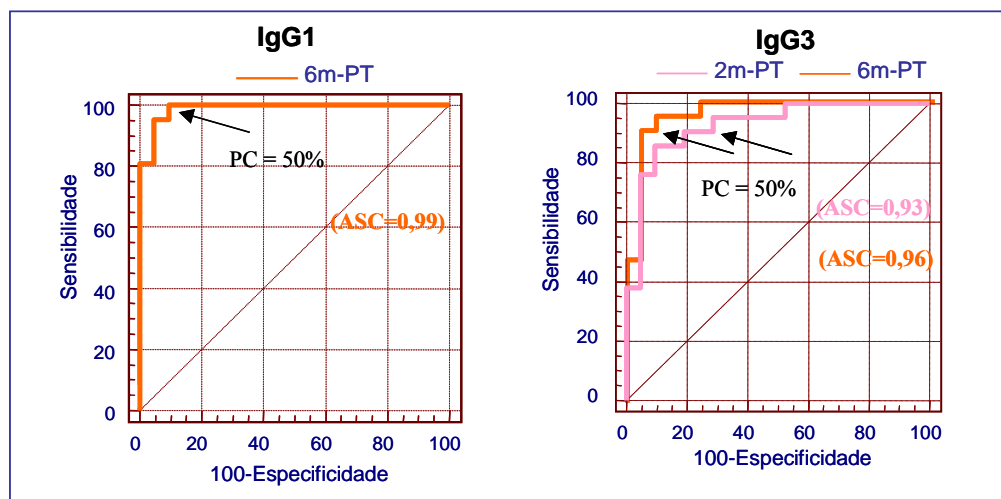 IgG1
6m-PT
100
80
60
40
20
0
Sensibilidade
PC = 50%
(ASC=0,99)
0 20 40 60 80 100
100-Especificidade
IgG3
2m-PT 6m-PT
100
80
60
40
20
0
Sensibilidade
PC = 50%
(ASC=0,93)
(ASC=0,96)
0 20 40 60 80 100
100-Especificidade